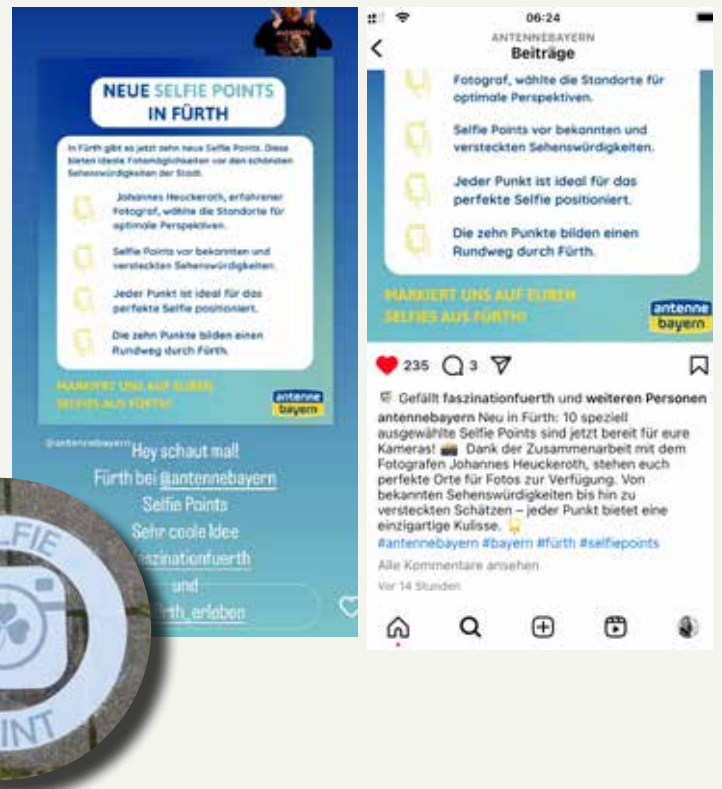 NEUE SELFIE POINTS
IN FÜRTH
In Fürth gibt es jetzt zehn neue Selfie Points. Diese
bieten ideale Fotomöglichkeiten vor den schönsten
Sehenswürdigkeiten der Stadt.
Johannes Heuckeroth, erfahrener
Fotograf, wählte die Standorte für
optimale Perspektiven.
Selfie Points vor bekannten und
versteckten Sehenswürdigkeiten.
Jeder Punkt ist ideal für das
perfekte Selfie positioniert.
Die zehn Punkte bilden einen
Rundweg durch Fürth.
MARKIERT UNS AUF EUREN
SELFIES AUS FÜRTH!
antenne
bayern
@antennebayern
Hey schaut mal!
Fürth bei @antennebayern
Selfie Points
Sehr coole Idee
aszinationfuerth
und
rth_erleben
LFIE
INT
06:24
ANTENNEBAYERN
Beiträge
Fotograf, wählte die Standorte für
optimale Perspektiven.
Selfie Points vor bekannten und
versteckten Sehenswürdigkeiten.
Jeder Punkt ist ideal für das
perfekte Selfie positioniert.
Die zehn Punkte bilden einen
Rundweg durch Fürth.
MARKIERT UNS AUF EUREN
SELFIES AUS FÜRTH!
antenne
bayern
235 3
Gefällt faszinationfuerth und weiteren Personen
antennebayern Neu in Fürth: 10 speziell
ausgewählte Selfie Points sind jetzt bereit für eure
Kameras! 📸 Dank der Zusammenarbeit mit dem
Fotografen Johannes Heuckeroth, stehen euch
perfekte Orte für Fotos zur Verfügung. Von
bekannten Sehenswürdigkeiten bis hin zu
versteckten Schätzen – jeder Punkt bietet eine
einzigartige Kulisse.
#antennebayern #bayern #fürth #selfiepoints
Alle Kommentare ansehen
Vor 14 Stunden